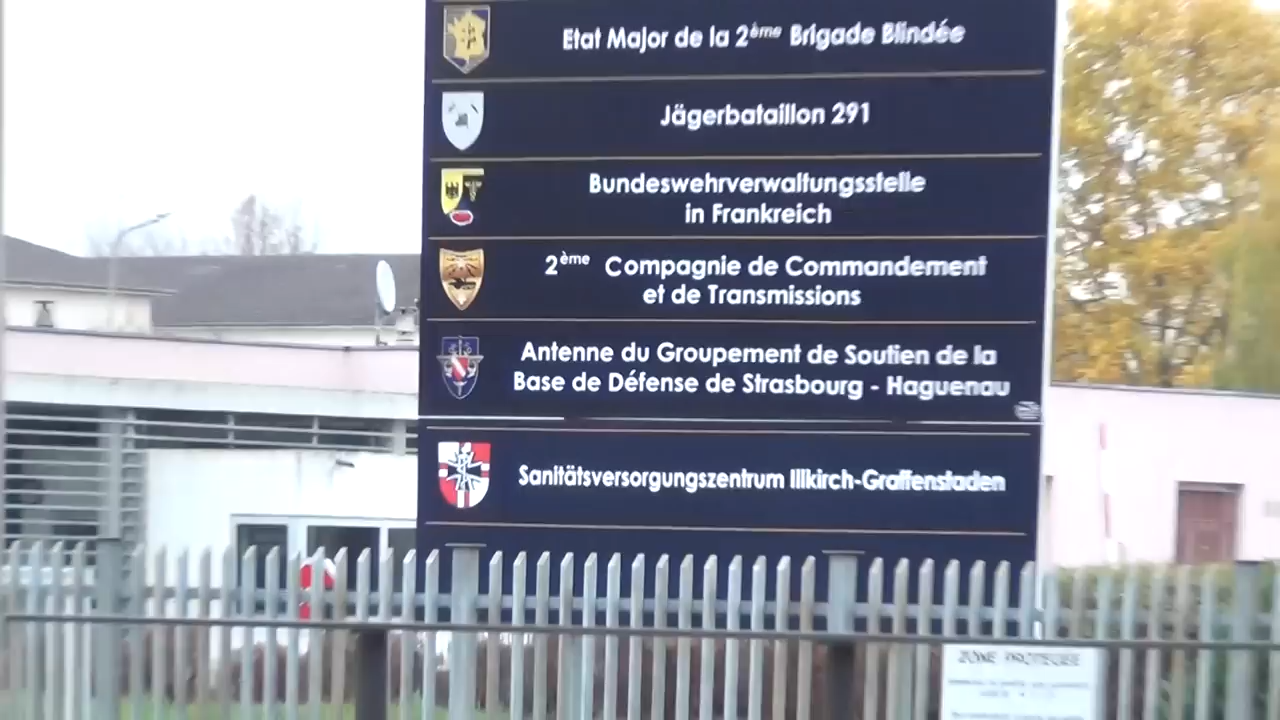 Etat Major de la 2ème Brigade Blindée
Jägerbataillon 291
Bundeswehrverwaltungsstelle
in Frankreich
2ème Compagnie de Commandement
et de Transmissions
Antenne du Groupement de Soutien de la
Base de Défense de Strasbourg - Haguenau
Sanitätsversorgungszentrum Illkirch-Graffenstaden
ZONE PROTEGEE